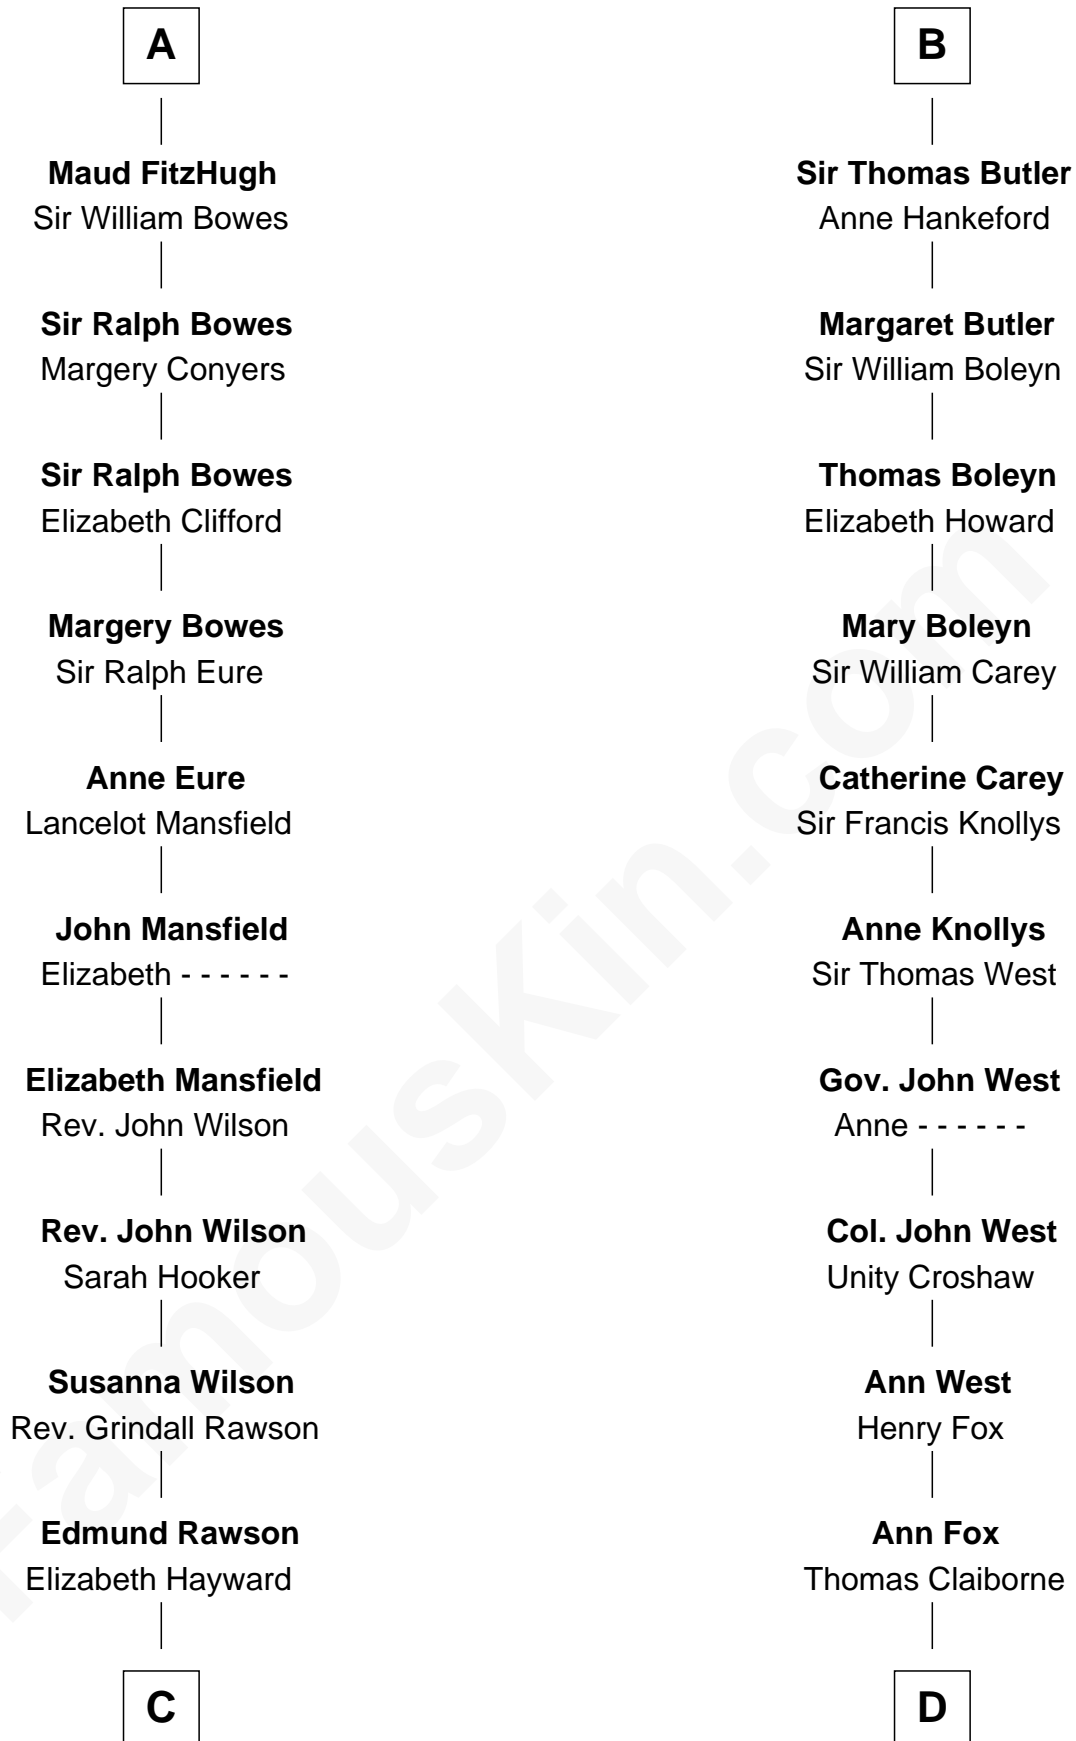 A
Maud FitzHugh
Sir William Bowes
Sir Ralph Bowes
Margery Conyers
Sir Ralph Bowes
Elizabeth Clifford
Margery Bowes
Sir Ralph Eure
Anne Eure
Lancelot Mansfield
John Mansfield
Elizabeth - - - - - -
Elizabeth Mansfield
Rev. John Wilson
Rev. John Wilson
Sarah Hooker
Susanna Wilson
Rev. Grindall Rawson
Edmund Rawson
Elizabeth Hayward
C
B
Sir Thomas Butler
Anne Hankeford
Margaret Butler
Sir William Boleyn
Thomas Boleyn
Elizabeth Howard
Mary Boleyn
Sir William Carey
Catherine Carey
Sir Francis Knollys
Anne Knollys
Sir Thomas West
Gov. John West
Anne - - - - - -
Col. John West
Unity Croshaw
Ann West
Henry Fox
Ann Fox
Thomas Claiborne
D
FamousKin.com